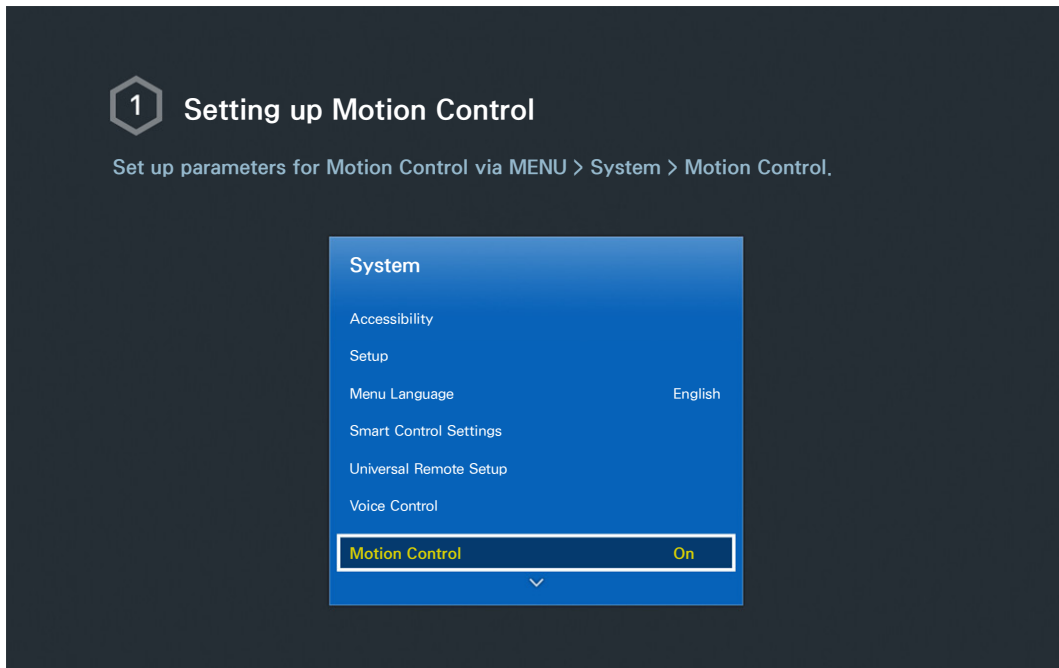 1 Setting up Motion Control
Set up parameters for Motion Control via MENU > System > Motion Control.
System
Accessibility
Setup
Menu Language English
Smart Control Settings
Universal Remote Setup
Voice Control
Motion Control On